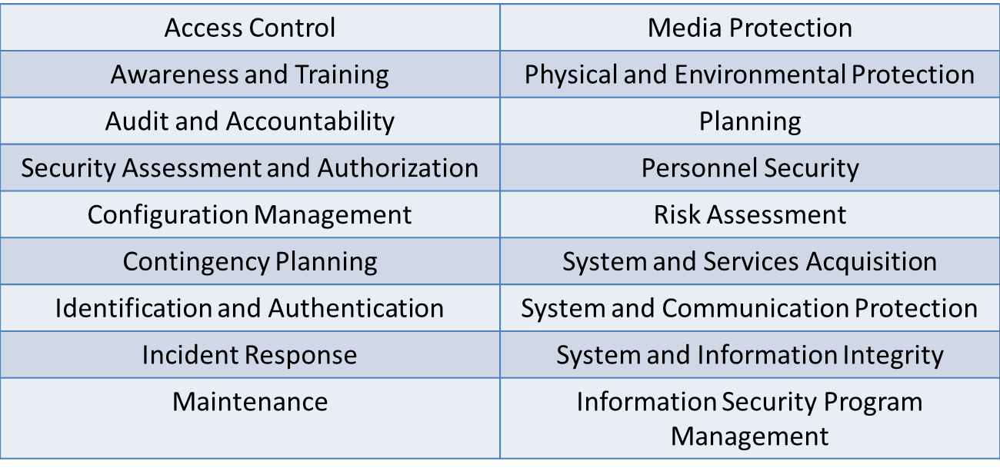 Access Control
Media Protection
Awareness and Training
Physical and Environmental Protection
Audit and Accountability
Planning
Security Assessment and Authorization
Personnel Security
Configuration Management
Risk Assessment
Contingency Planning
System and Services Acquisition
Identification and Authentication
System and Communication Protection
Incident Response
System and Information Integrity
Maintenance
Information Security Program
Management